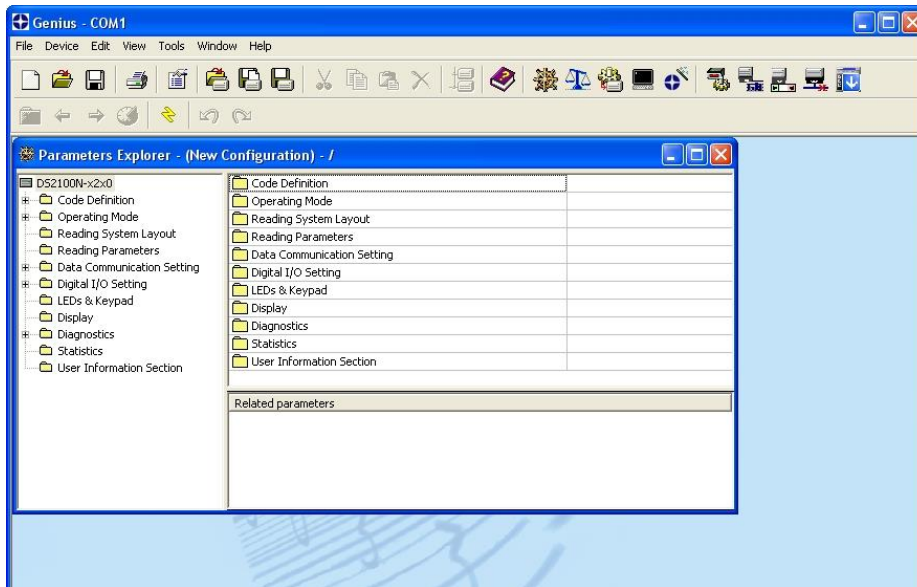 Genius - COM1
File Device Edit View Tools Window Help
Parameters Explorer - (New Configuration) - /
DS2100N-x2x0
Code Definition
Operating Mode
Reading System Layout
Reading Parameters
Data Communication Setting
Digital I/O Setting
LEDs & Keypad
Display
Diagnostics
Statistics
User Information Section
Code Definition
Operating Mode
Reading System Layout
Reading Parameters
Data Communication Setting
Digital I/O Setting
LEDs & Keypad
Display
Diagnostics
Statistics
User Information Section
Related parameters